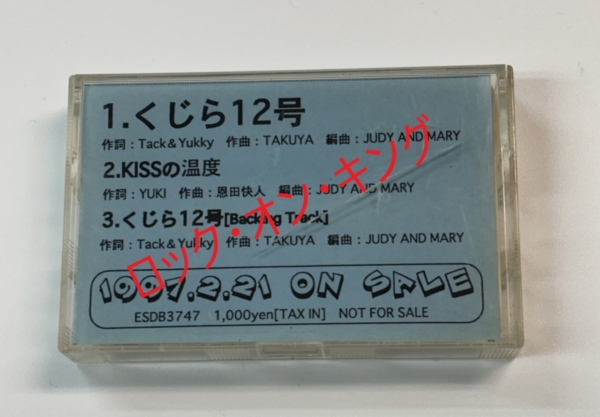 1.くじら12号
作詞：Tack&Yukky 作曲：TAKUYA 編曲：JUDY AND MARY
2.KISSの温度
作詞：YUKI 作曲：恩田快人 編曲：JUDY AND MARY
3.くじら12号[Backing Track]
作詞：Tack&Yukky 作曲：TAKUYA 編曲：JUDY AND MARY
1997.2.21 ON SALE
ESDB3747 1,000yen[TAX IN] NOT FOR SALE
ロック・オン・キング